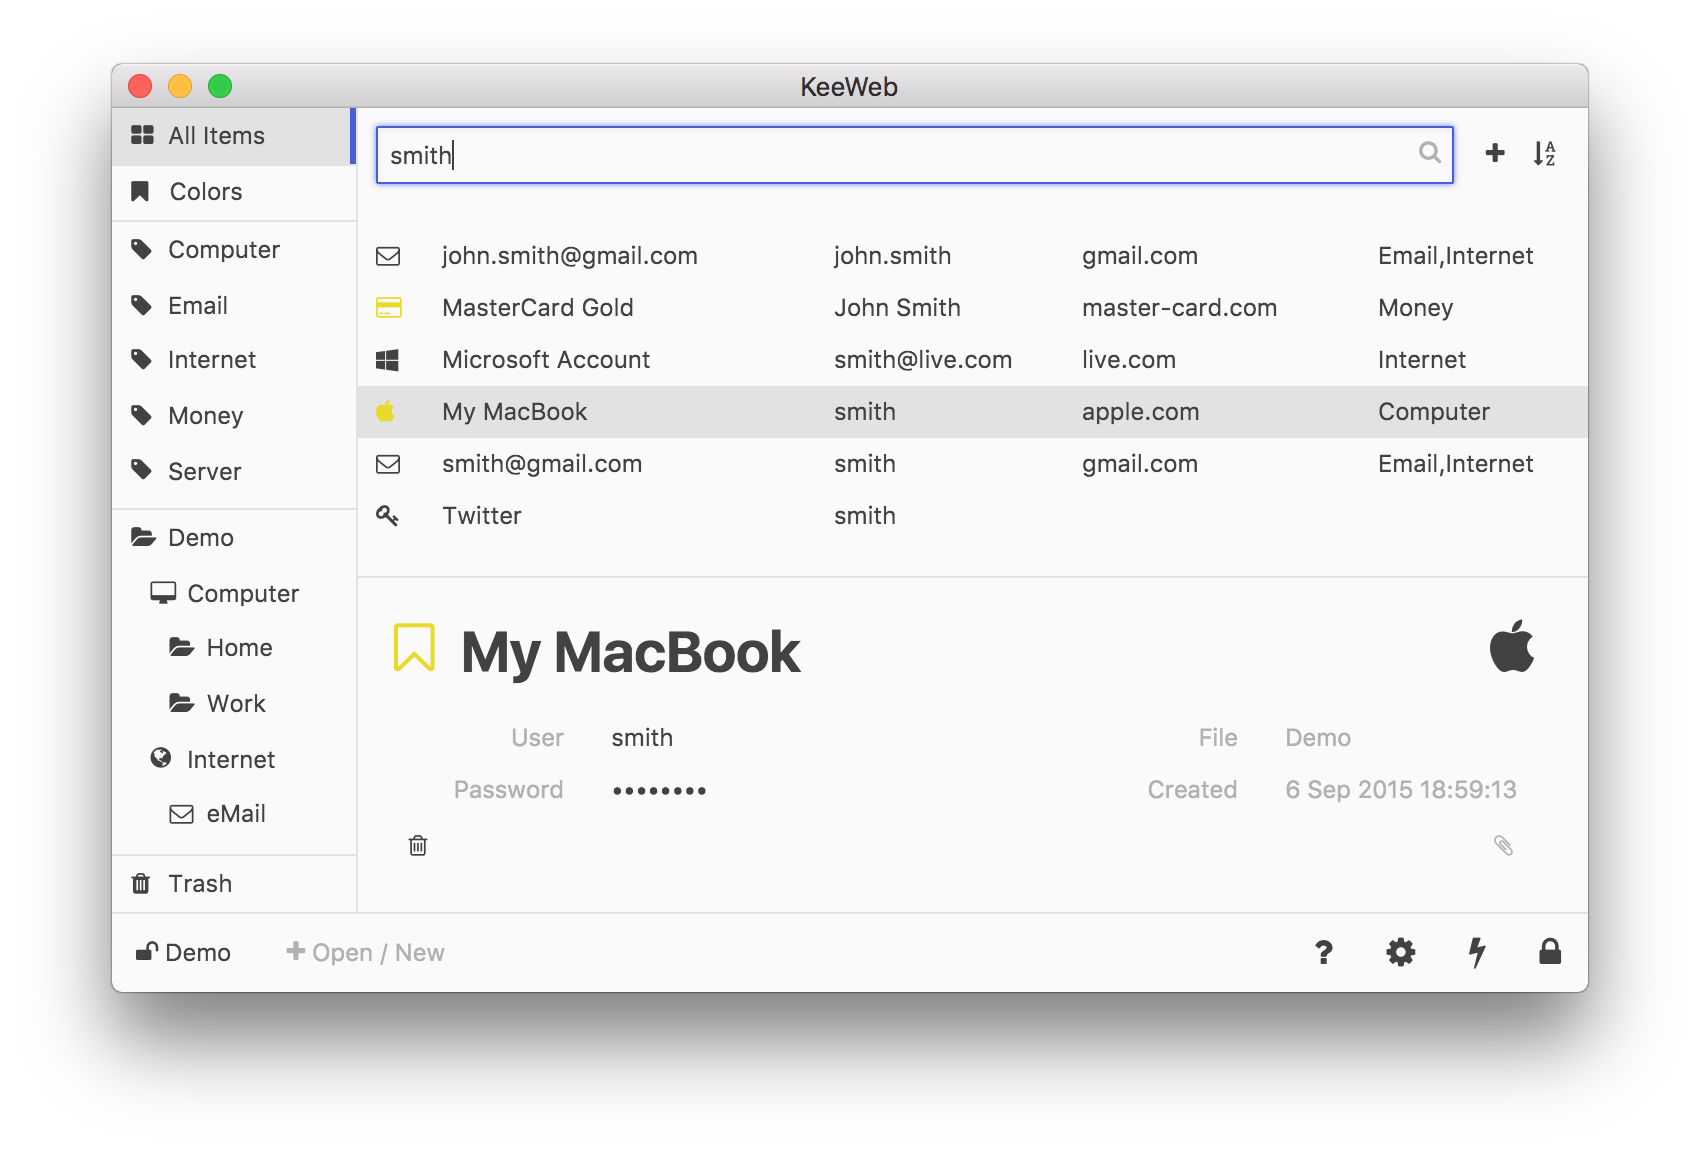 KeeWeb
All Items
Colors
Computer
Email
Internet
Money
Server
Demo
Computer
Home
Work
Internet
eMail
Trash
smith
A
Z
john.smith@gmail.com john.smith gmail.com Email,Internet
MasterCard Gold John Smith master-card.com Money
Microsoft Account smith@live.com live.com Internet
My MacBook smith apple.com Computer
smith@gmail.com smith gmail.com Email,Internet
Twitter smith
My MacBook
User smith
Password ••••••••
File Demo
Created 6 Sep 2015 18:59:13
Demo + Open / New ?